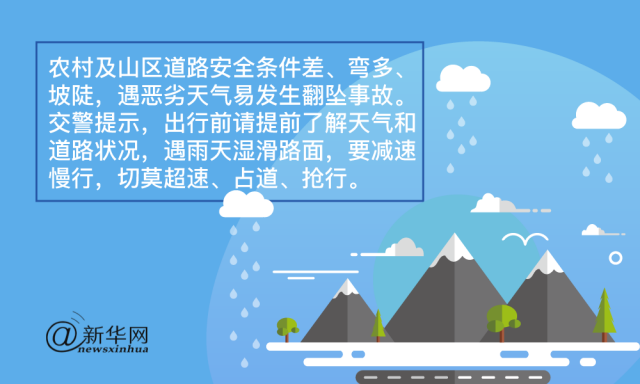 农村及山区道路安全条件差、弯多、
坡陡，遇恶劣天气易发生翻坠事故。
交警提示，出行前请提前了解天气和
道路状况，遇雨天湿滑路面，要减速
慢行，切莫超速、占道、抢行。
@新华网
newsxinhua